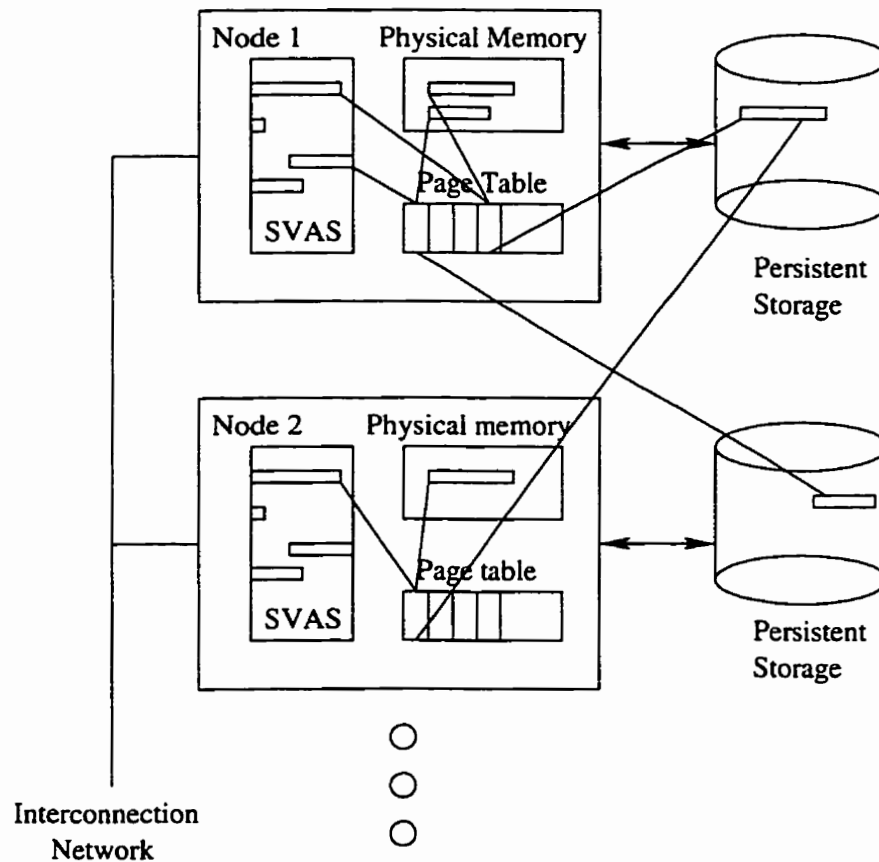 Node 1
Physical Memory
Page Table
SVAS
Persistent
Storage
Node 2
Physical memory
Page table
SVAS
Persistent
Storage
Interconnection
Network